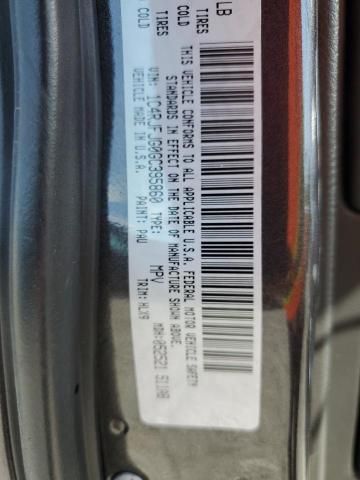 LB
TIRES
COLD
TIRES
COLD
THIS VEHICLE CONFORMS TO ALL APPLICABLE U.S.A. FEDERAL MOTOR VEHICLE SAFETY
STANDARDS IN EFFECT ON THE DATE OF MANUFACTURE SHOWN ABOVE.
VIN: 1C4PJFJG0GC395860 TYPE: MPV
VEHICLE MADE IN U.S.A. PAINT: PAU TRIM: HLX9